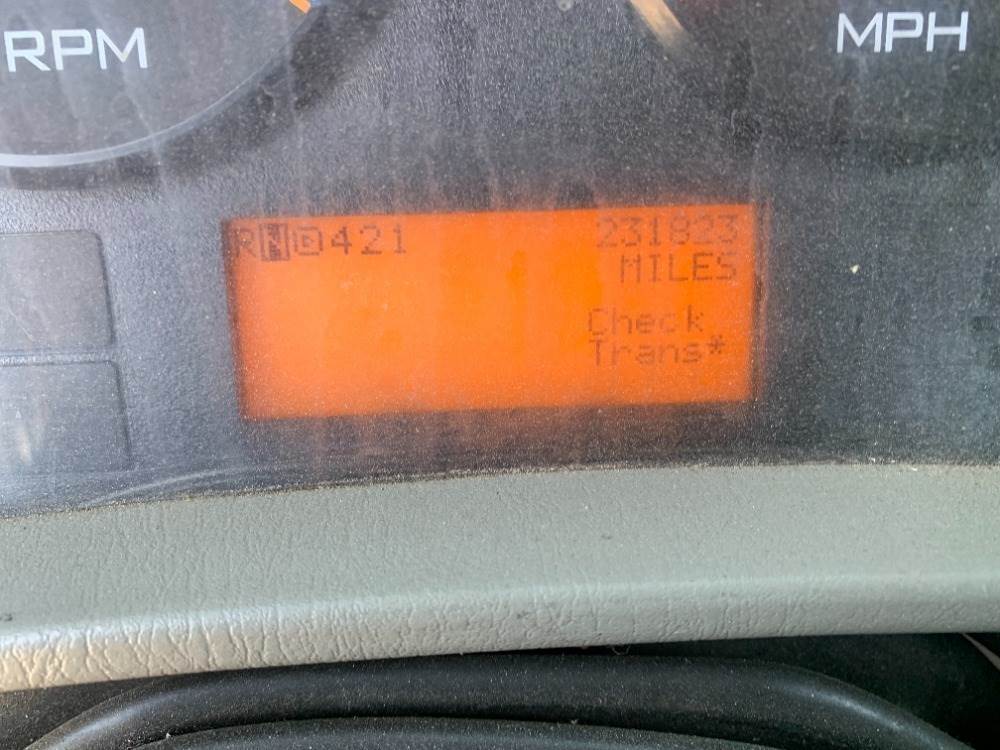 RPM
MPH
RND421
231823
MILES
Check
Trans*